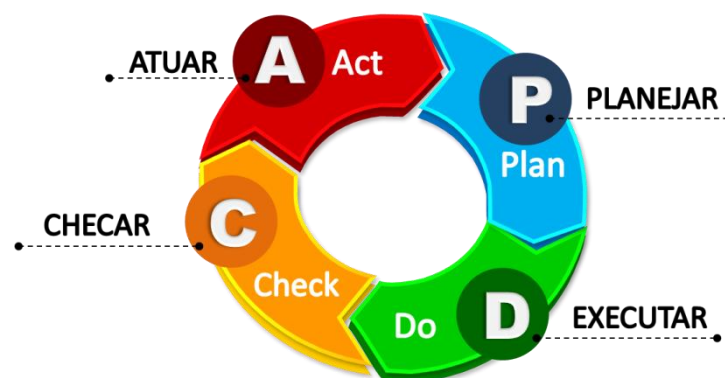 ATUAR
A
Act
P
PLANEJAR
Plan
CHECAR
C
Check
Do
D
EXECUTAR